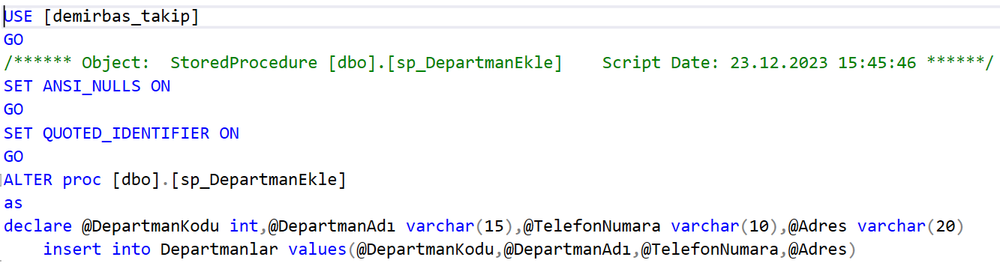 USE [demirbas_takip]
GO
/****** Object:  StoredProcedure [dbo].[sp_DepartmanEkle]    Script Date: 23.12.2023 15:45:46 ******/
SET ANSI_NULLS ON
GO
SET QUOTED_IDENTIFIER ON
GO
ALTER proc [dbo].[sp_DepartmanEkle]
as
declare @DepartmanKodu int,@DepartmanAdı varchar(15),@TelefonNumara varchar(10),@Adres varchar(20)
    insert into Departmanlar values(@DepartmanKodu,@DepartmanAdı,@TelefonNumara,@Adres)